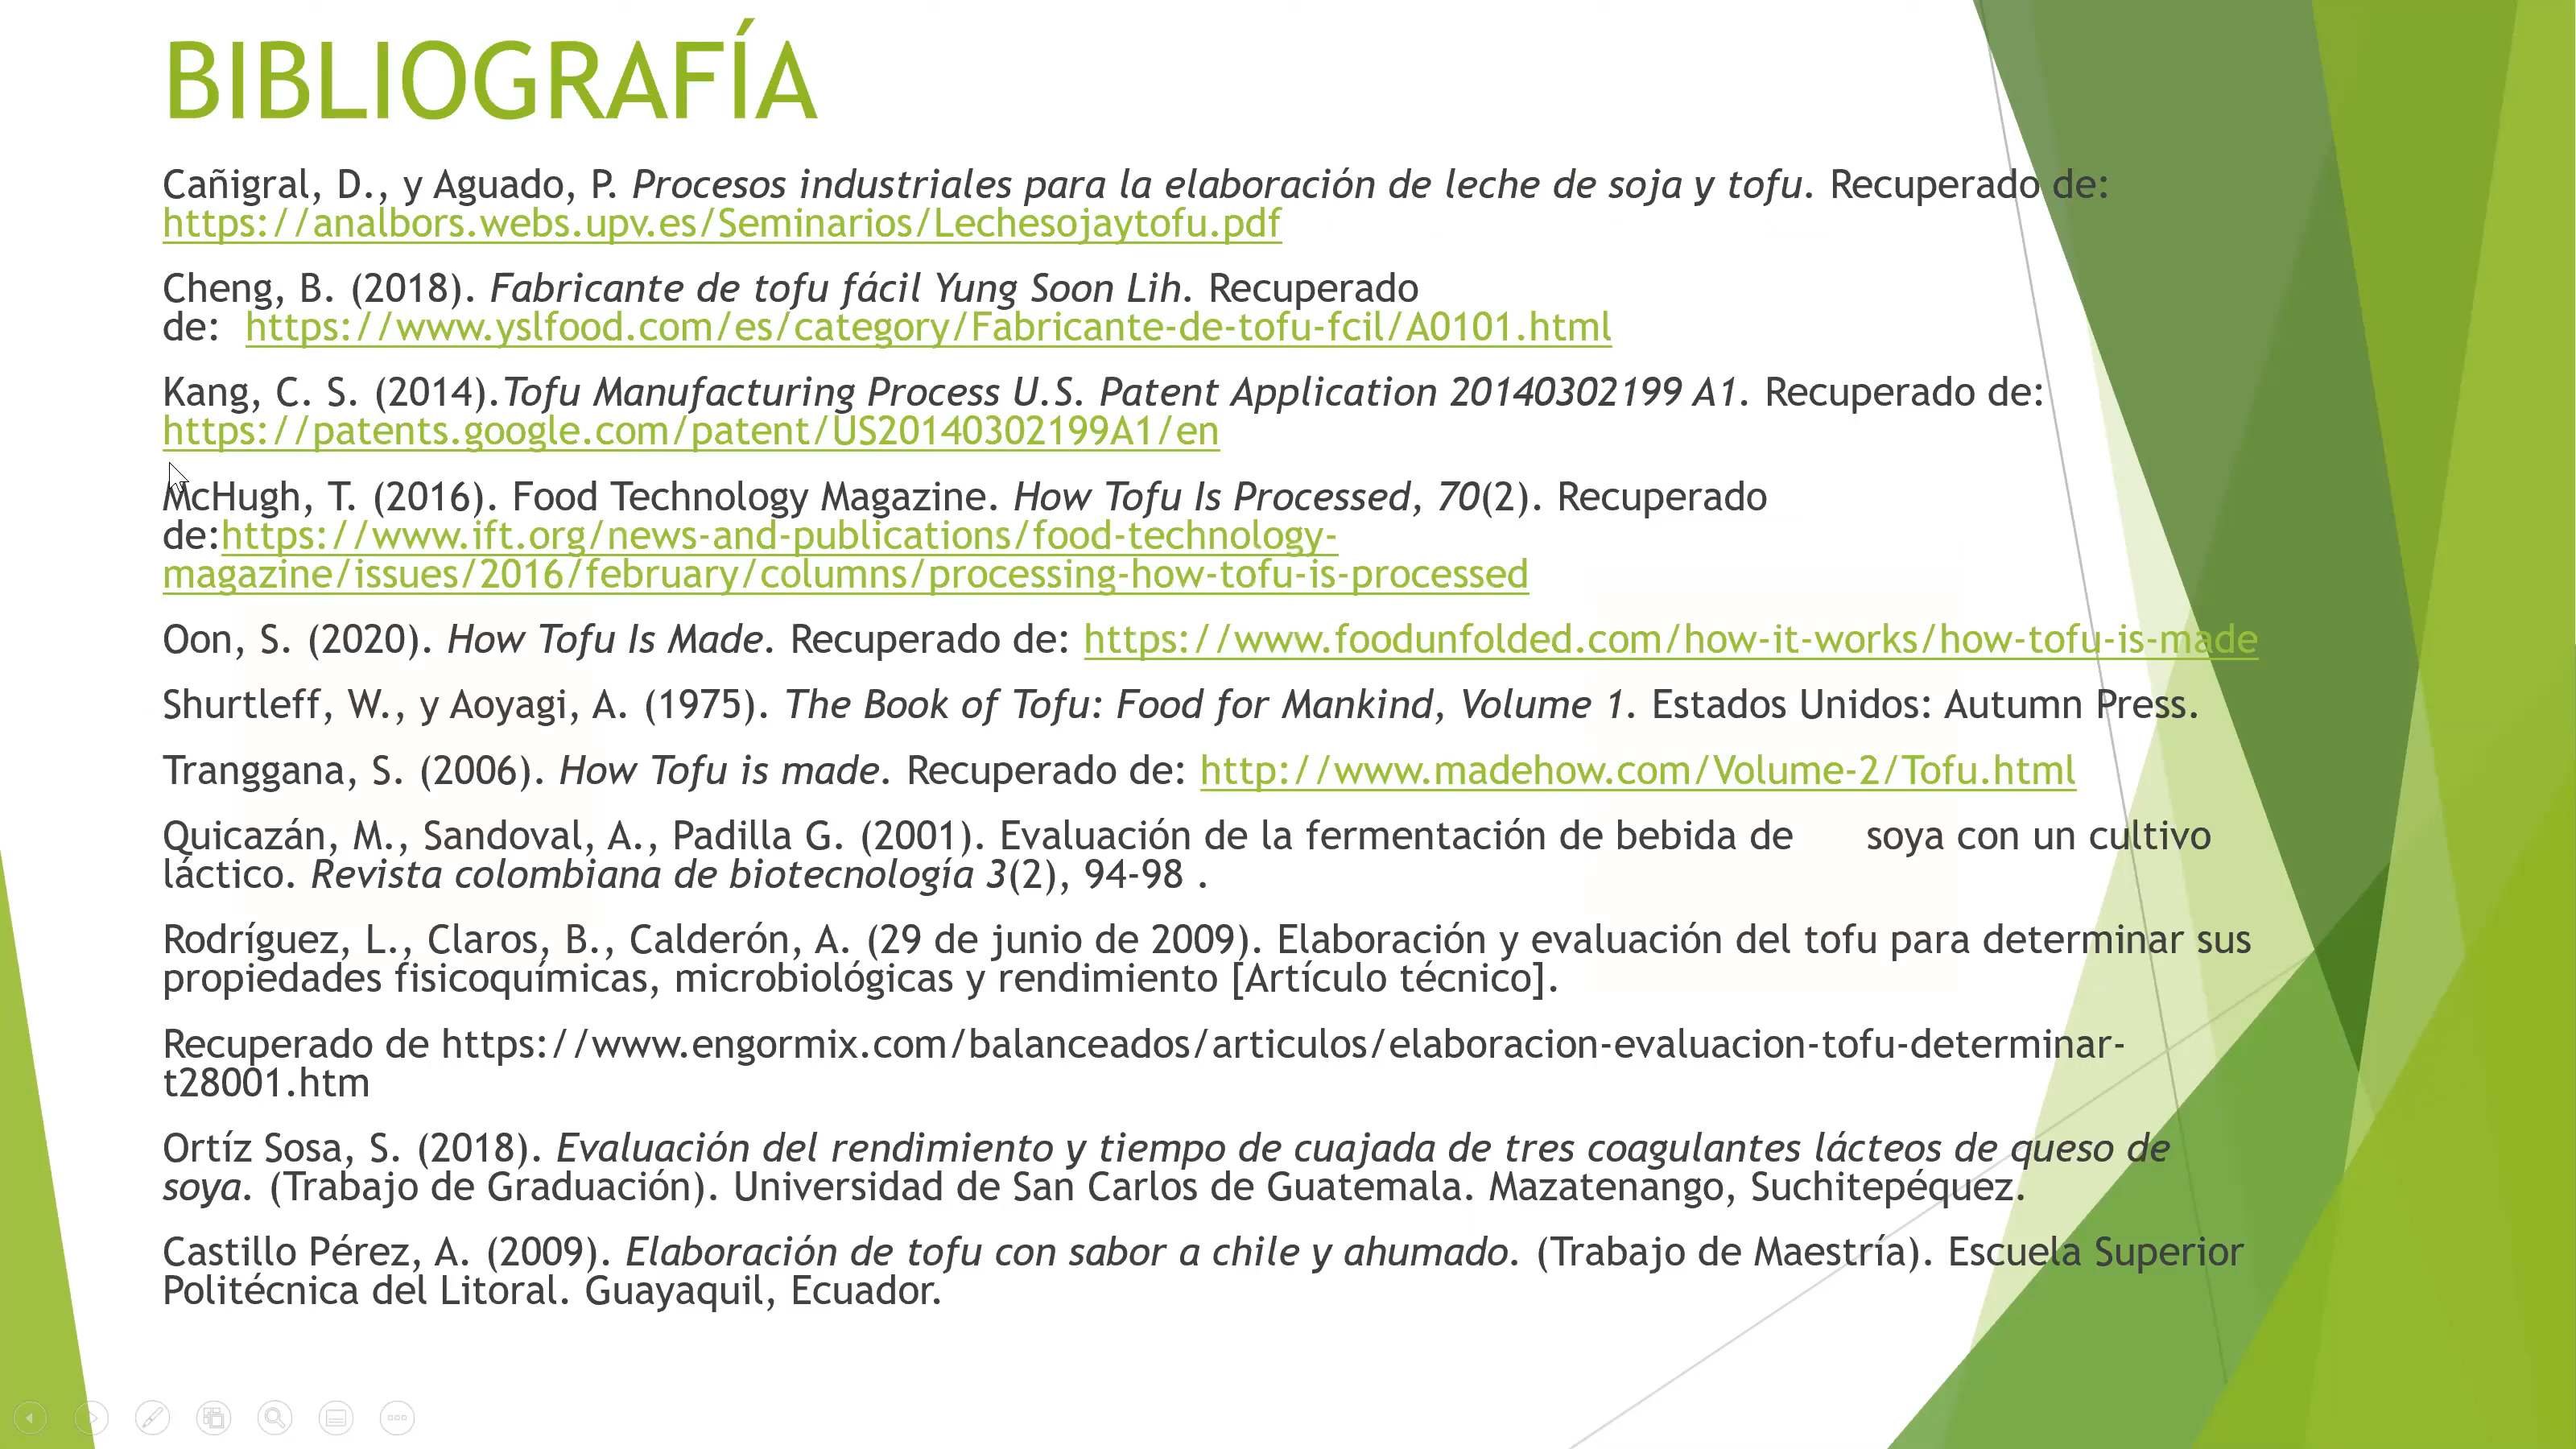 BIBLIOGRAFÍA
Cañigral, D., y Aguado, P. Procesos industriales para la elaboración de leche de soja y tofu. Recuperado de:
https://analbors.webs.upv.es/Seminarios/Lechesojaytofu.pdf
Cheng, B. (2018). Fabricante de tofu fácil Yung Soon Lih. Recuperado
de: https://www.yslfood.com/es/category/Fabricante-de-tofu-fcil/A0101.html
Kang, C. S. (2014).Tofu Manufacturing Process U.S. Patent Application 20140302199 A1. Recuperado de:
https://patents.google.com/patent/US20140302199A1/en
McHugh, T. (2016). Food Technology Magazine. How Tofu Is Processed, 70(2). Recuperado
de:https://www.ift.org/news-and-publications/food-technology-
magazine/issues/2016/february/columns/processing-how-tofu-is-processed
Oon, S. (2020). How Tofu Is Made. Recuperado de: https://www.foodunfolded.com/how-it-works/how-tofu-is-made
Shurtleff, W., y Aoyagi, A. (1975). The Book of Tofu: Food for Mankind, Volume 1. Estados Unidos: Autumn Press.
Tranggana, S. (2006). How Tofu is made. Recuperado de: http://www.madehow.com/Volume-2/Tofu.html
Quicazán, M., Sandoval, A., Padilla G. (2001). Evaluación de la fermentación de bebida de soya con un cultivo
láctico. Revista colombiana de biotecnología 3(2), 94-98 .
Rodríguez, L., Claros, B., Calderón, A. (29 de junio de 2009). Elaboración y evaluación del tofu para determinar sus
propiedades fisicoquímicas, microbiológicas y rendimiento [Artículo técnico].
Recuperado de https://www.engormix.com/balanceados/articulos/elaboracion-evaluacion-tofu-determinar-
t28001.htm
Ortíz Sosa, S. (2018). Evaluación del rendimiento y tiempo de cuajada de tres coagulantes lácteos de queso de
soya. (Trabajo de Graduación). Universidad de San Carlos de Guatemala. Mazatenango, Suchitepéquez.
Castillo Pérez, A. (2009). Elaboración de tofu con sabor a chile y ahumado. (Trabajo de Maestría). Escuela Superior
Politécnica del Litoral. Guayaquil, Ecuador.